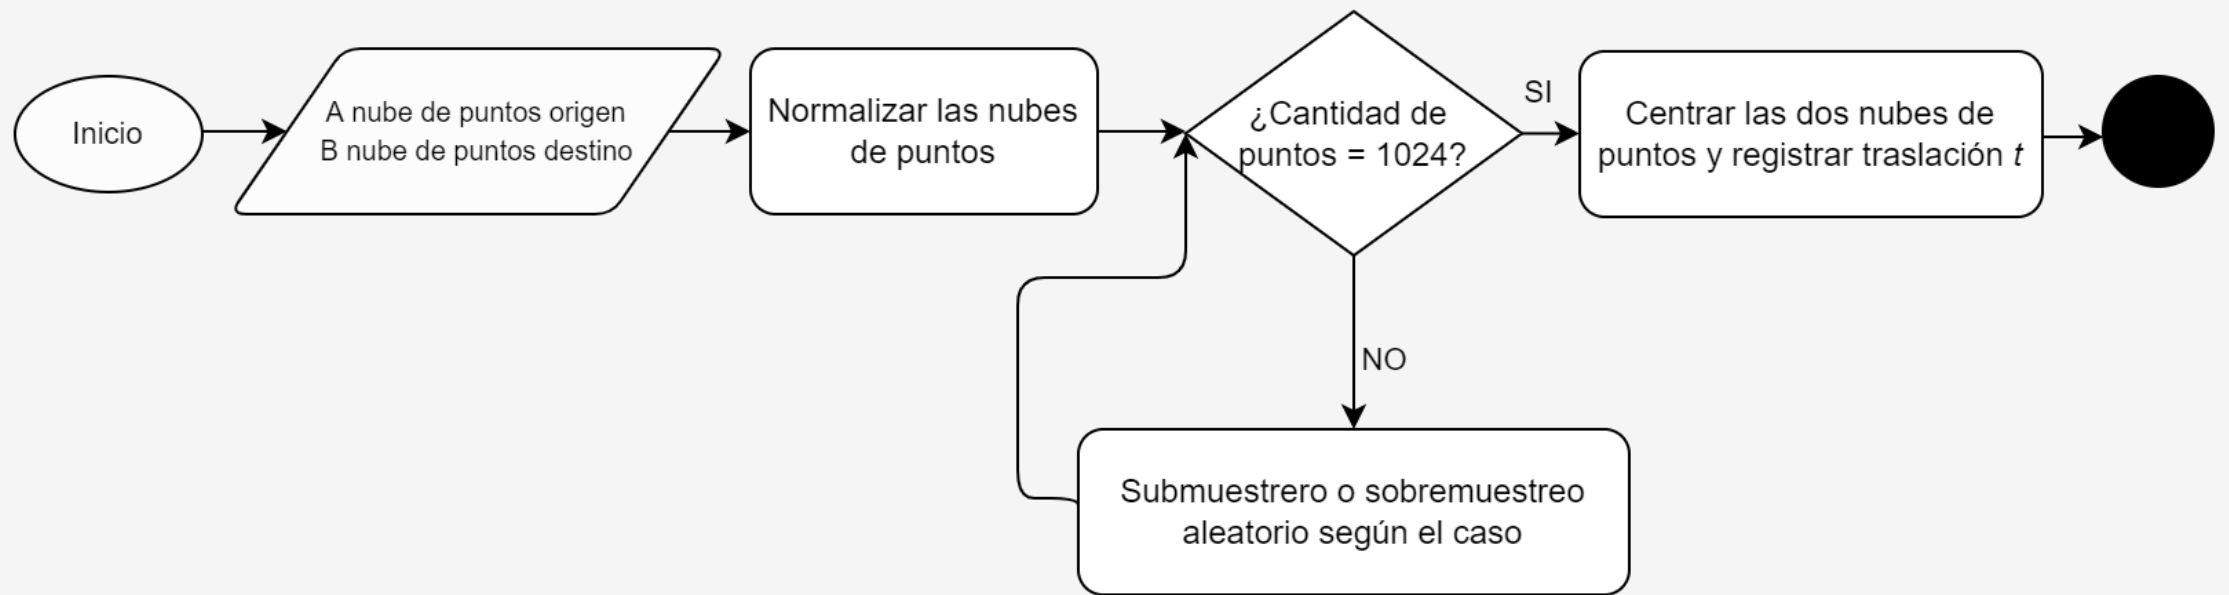 Inicio
A nube de puntos origen
B nube de puntos destino
Normalizar las nubes
de puntos
¿Cantidad de
puntos = 1024?
SI
Centrar las dos nubes de
puntos y registrar traslación t
NO
Submuestrero o sobremuestreo
aleatorio según el caso